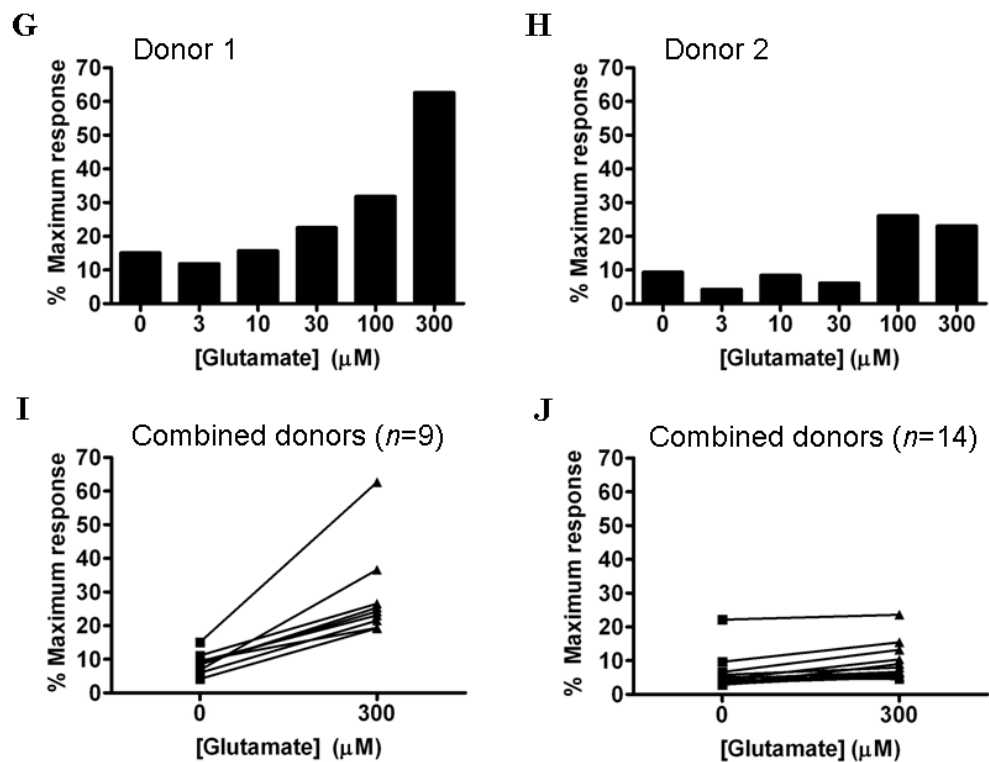 G
Donor 1
% Maximum response
70
60
50
40
30
20
10
0
0 3 10 30 100 300
[Glutamate] (μM)
H
Donor 2
% Maximum response
70
60
50
40
30
20
10
0
0 3 10 30 100 300
[Glutamate] (μM)
I
Combined donors (n=9)
% Maximum response
70
60
50
40
30
20
10
0
0 300
[Glutamate] (μM)
J
Combined donors (n=14)
% Maximum response
70
60
50
40
30
20
10
0
0 300
[Glutamate] (μM)